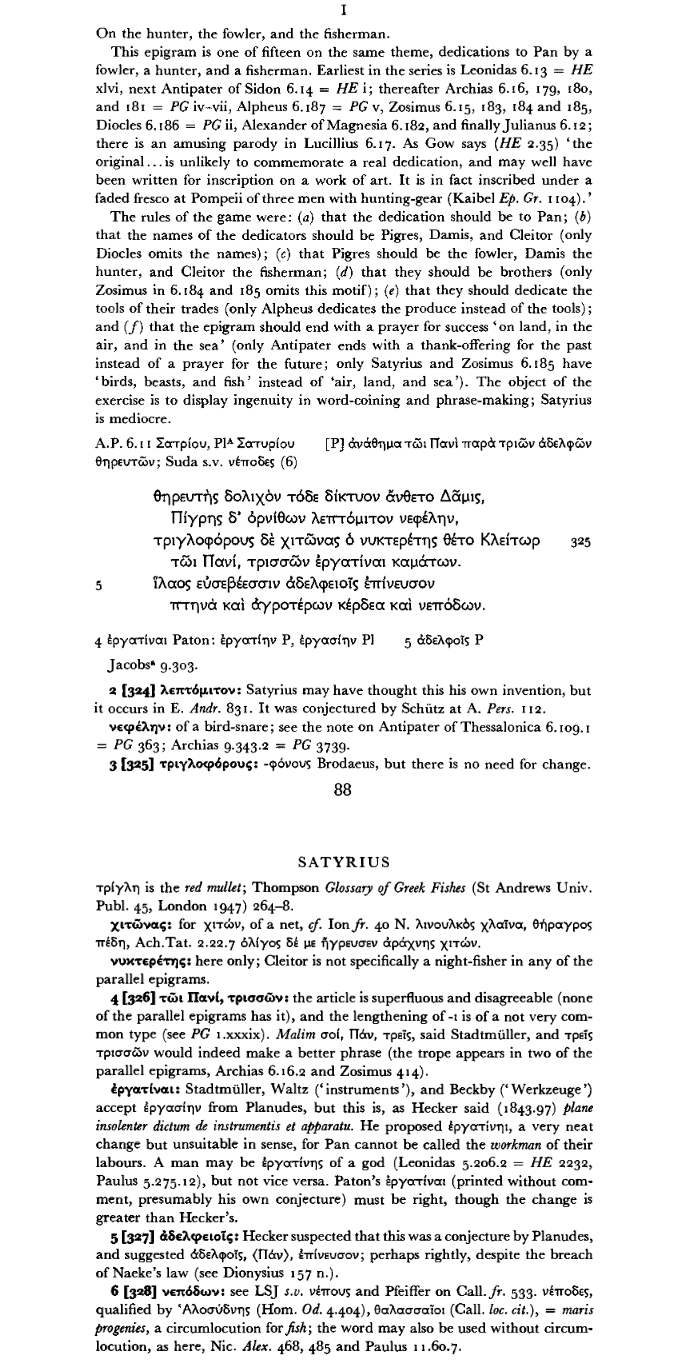 I
On the hunter, the fowler, and the fisherman.
This epigram is one of fifteen on the same theme, dedications to Pan by a
fowler, a hunter, and a fisherman. Earliest in the series is Leonidas 6.13 = HE
xlvi, next Antipater of Sidon 6.14 = HE i; thereafter Archias 6.16, 179, 180,
and 181 = PG iv–vii, Alpheus 6.187 = PG v, Zosimus 6.15, 183, 184 and 185,
Diocles 6.186 = PG ii, Alexander of Magnesia 6.182, and finally Julianus 6.12;
there is an amusing parody in Lucillius 6.17. As Gow says (HE 2.35) ‘the
original...is unlikely to commemorate a real dedication, and may well have
been written for inscription on a work of art. It is in fact inscribed under a
faded fresco at Pompeii of three men with hunting-gear (Kaibel Ep. Gr. 1104).’
The rules of the game were: (a) that the dedication should be to Pan; (b)
that the names of the dedicators should be Pigres, Damis, and Cleitor (only
Diocles omits the names); (c) that Pigres should be the fowler, Damis the
hunter, and Cleitor the fisherman; (d) that they should be brothers (only
Zosimus in 6.184 and 185 omits this motif); (e) that they should dedicate the
tools of their trades (only Alpheus dedicates the produce instead of the tools);
and (f) that the epigram should end with a prayer for success ‘on land, in the
air, and in the sea’ (only Antipater ends with a thank-offering for the past
instead of a prayer for the future; only Satyrius and Zosimus 6.185 have
‘birds, beasts, and fish’ instead of ‘air, land, and sea’). The object of the
exercise is to display ingenuity in word-coining and phrase-making; Satyrius
is mediocre.
A.P. 6.11 Σατρίου, Plᴬ Σατυρίου [P] ἀνάθημα τῶι Πανὶ παρὰ τριῶν ἀδελφῶν
θηρευτῶν; Suda s.v. νέποδες (6)
θηρευτὴς δολιχὸν τόδε δίκτυον ἄνθετο Δᾶμις,
Πίγρης δ’ ὀρνίθων λεπτόμιτον νεφέλην,
τριγλοφόρους δὲ χιτῶνας ὁ νυκτερέτης θέτο Κλείτωρ 325
τῶι Πανί, τρισσῶν ἐργατίναι καμάτων.
5 ἵλαος εὐσεβέεσσιν ἀδελφειοῖς ἐπίνευσον
πτηνὰ καὶ ἀγροτέρων κέρδεα καὶ νεπόδων.
4 ἐργατίναι Paton: ἐργατίην P, ἐργασίην Pl 5 ἀδελφοῖς P
Jacobsᵃ 9.303.
2 [324] λεπτόμιτον: Satyrius may have thought this his own invention, but
it occurs in E. Andr. 831. It was conjectured by Schütz at A. Pers. 112.
νεφέλην: of a bird-snare; see the note on Antipater of Thessalonica 6.109.1
= PG 363; Archias 9.343.2 = PG 3739.
3 [325] τριγλοφόρους: -φόνους Brodaeus, but there is no need for change.
88
SATYRIUS
τρίγλη is the red mullet; Thompson Glossary of Greek Fishes (St Andrews Univ.
Publ. 45, London 1947) 264–8.
χιτῶνας: for χιτών, of a net, cf. Ion fr. 40 N. λινουλκὸς χλαῖνα, θήραγρος
πέδη, Ach.Tat. 2.22.7 ὀλίγος δέ με ἤγρευσεν ἀράχνης χιτών.
νυκτερέτης: here only; Cleitor is not specifically a night-fisher in any of the
parallel epigrams.
4 [326] τῶι Πανί, τρισσῶν: the article is superfluous and disagreeable (none
of the parallel epigrams has it), and the lengthening of -ι is of a not very com-
mon type (see PG 1.xxxix). Malim σοί, Πάν, τρεῖς, said Stadtmüller, and τρεῖς
τρισσῶν would indeed make a better phrase (the trope appears in two of the
parallel epigrams, Archias 6.16.2 and Zosimus 414).
ἐργατίναι: Stadtmüller, Waltz (‘instruments’), and Beckby (‘Werkzeuge’)
accept ἐργασίην from Planudes, but this is, as Hecker said (1843.97) plane
insolenter dictum de instrumentis et apparatu. He proposed ἐργατίνηι, a very neat
change but unsuitable in sense, for Pan cannot be called the workman of their
labours. A man may be ἐργατίνης of a god (Leonidas 5.206.2 = HE 2232,
Paulus 5.275.12), but not vice versa. Paton’s ἐργατίναι (printed without com-
ment, presumably his own conjecture) must be right, though the change is
greater than Hecker’s.
5 [327] ἀδελφειοῖς: Hecker suspected that this was a conjecture by Planudes,
and suggested ἀδελφοῖς, ⟨Πάν⟩, ἐπίνευσον; perhaps rightly, despite the breach
of Naeke’s law (see Dionysius 157 n.).
6 [328] νεπόδων: see LSJ s.v. νέπους and Pfeiffer on Call. fr. 533. νέποδες,
qualified by ‘Αλοσύδνης (Hom. Od. 4.404), θαλασσαῖοι (Call. loc. cit.), = maris
progenies, a circumlocution for fish; the word may also be used without circum-
locution, as here, Nic. Alex. 468, 485 and Paulus 11.60.7.